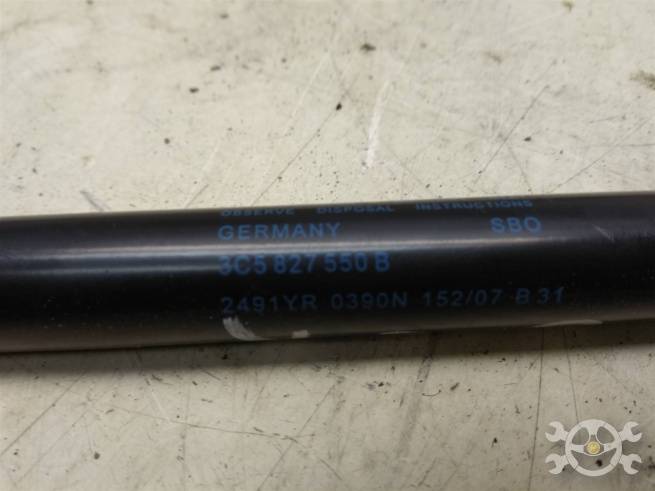 OBSERVE DISPOSAL INSTRUCTIONS
GERMANY SBO
3C5 827 550 B
2491YR 0390N 152/07 B31